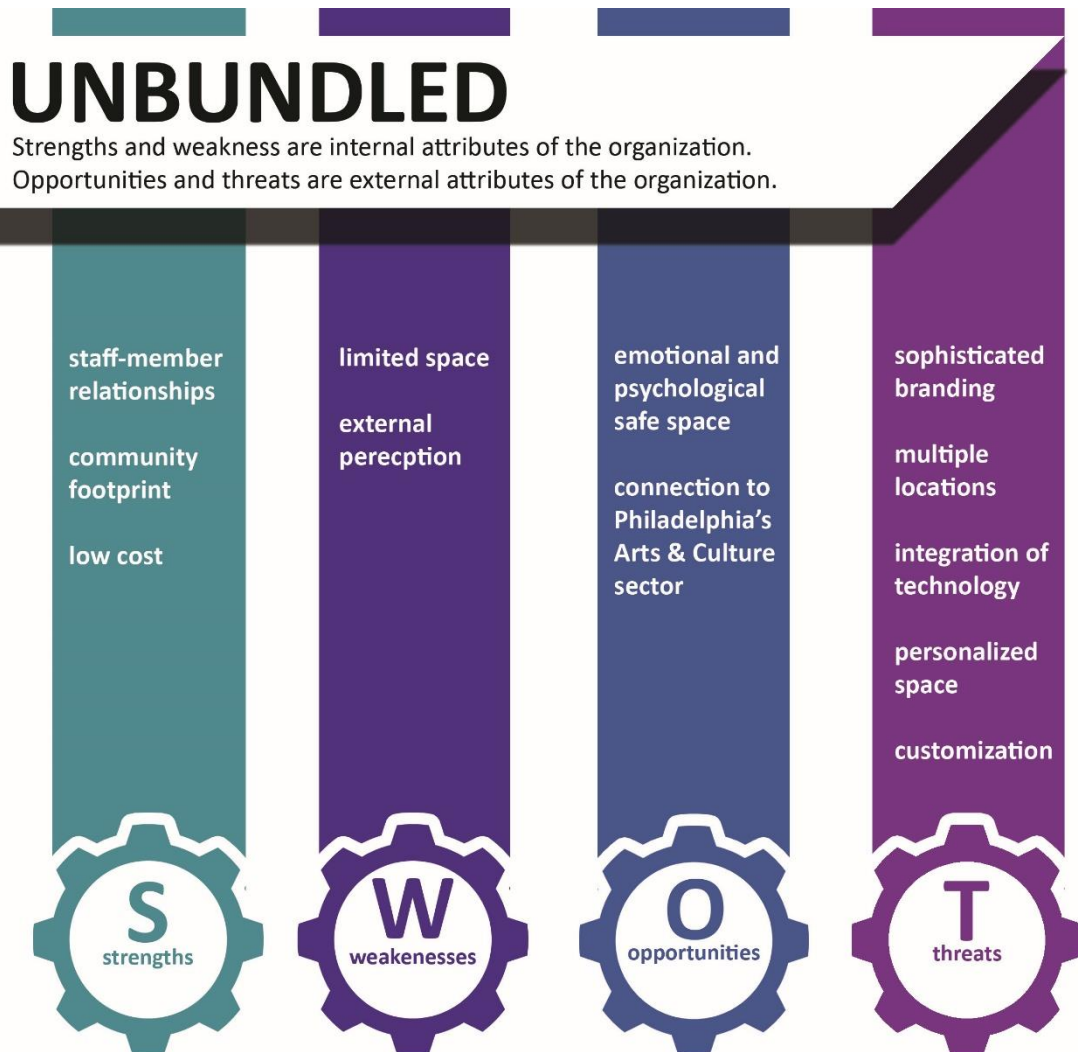 UNBUNDLED
Strengths and weakness are internal attributes of the organization.
Opportunities and threats are external attributes of the organization.
staff-member
relationships
community
footprint
low cost
S
strengths
limited space
external
perecption
W
weakenesses
emotional and
psychological
safe space
connection to
Philadelphia's
Arts & Culture
sector
O
opportunities
sophisticated
branding
multiple
locations
integration of
technology
personalized
space
customization
T
threats